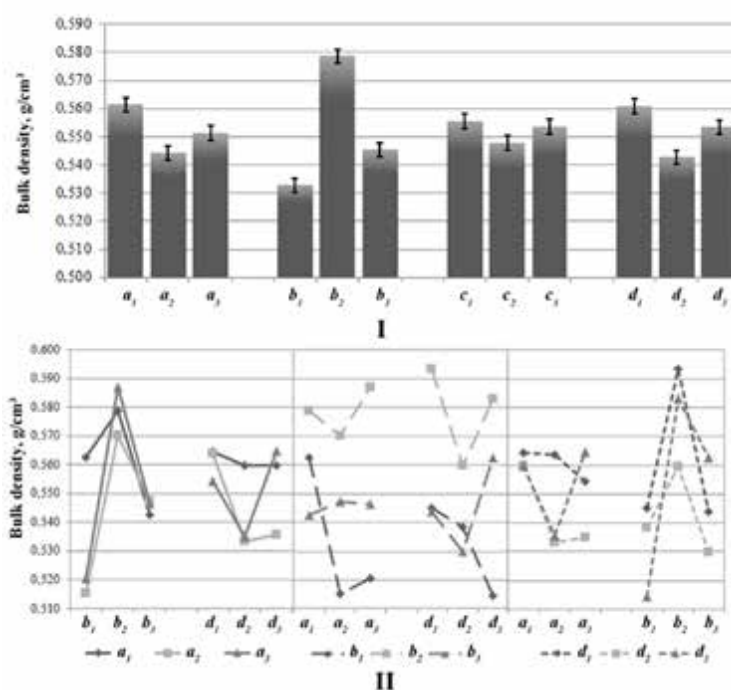 Bulk density, g/cm³
0.590
0.580
0.570
0.560
0.550
0.540
0.530
0.520
0.510
0.500
a₁ a₂ a₃ b₁ b₂ b₃ c₁ c₂ c₃ d₁ d₂ d₃
I
Bulk density, g/cm³
0.600
0.590
0.580
0.570
0.560
0.550
0.540
0.530
0.520
0.510
b₁ b₂ b₃ d₁ d₂ d₃ a₁ a₂ a₃ d₁ d₂ d₃ a₁ a₂ a₃ b₁ b₂ b₃
a₁ a₂ a₃ b₁ b₂ b₃ d₁ d₂ d₃
II